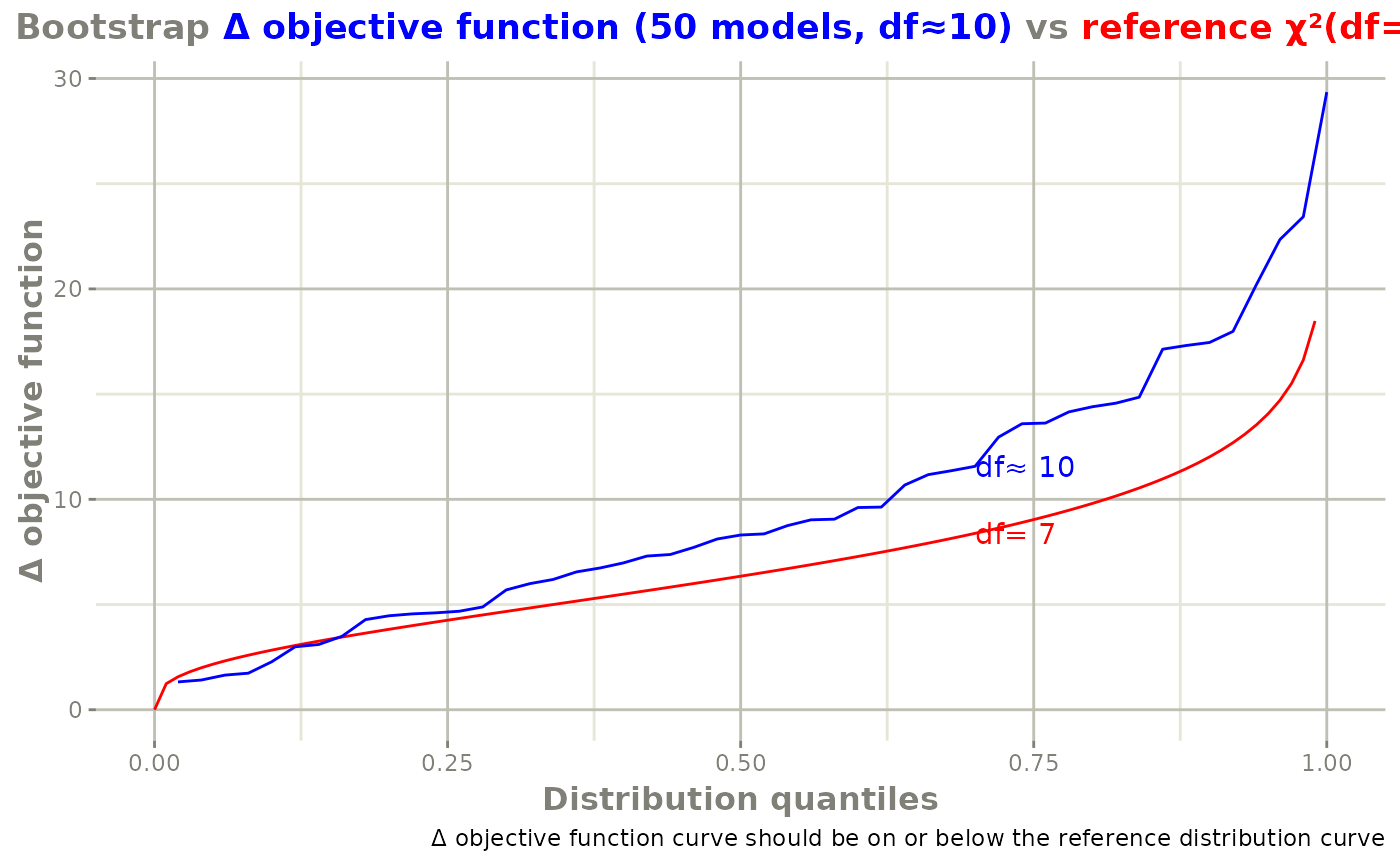 Bootstrap Δ objective function (50 models, df≈10) vs reference χ²(df=
30
20
10
0
Δ objective function
df≈ 10
df= 7
0.00 0.25 0.50 0.75 1.00
Distribution quantiles
Δ objective function curve should be on or below the reference distribution curve